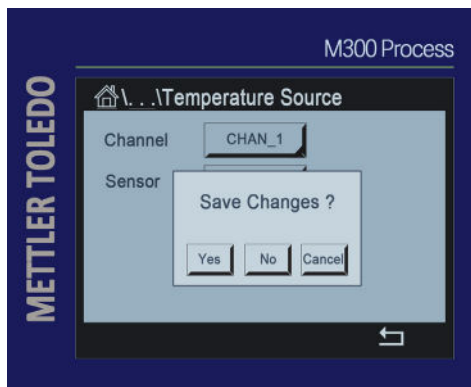 M300 Process
METTLER TOLEDO
\. . .\Temperature Source
Channel
CHAN_1
Sensor
Save Changes ?
Yes
No
Cancel